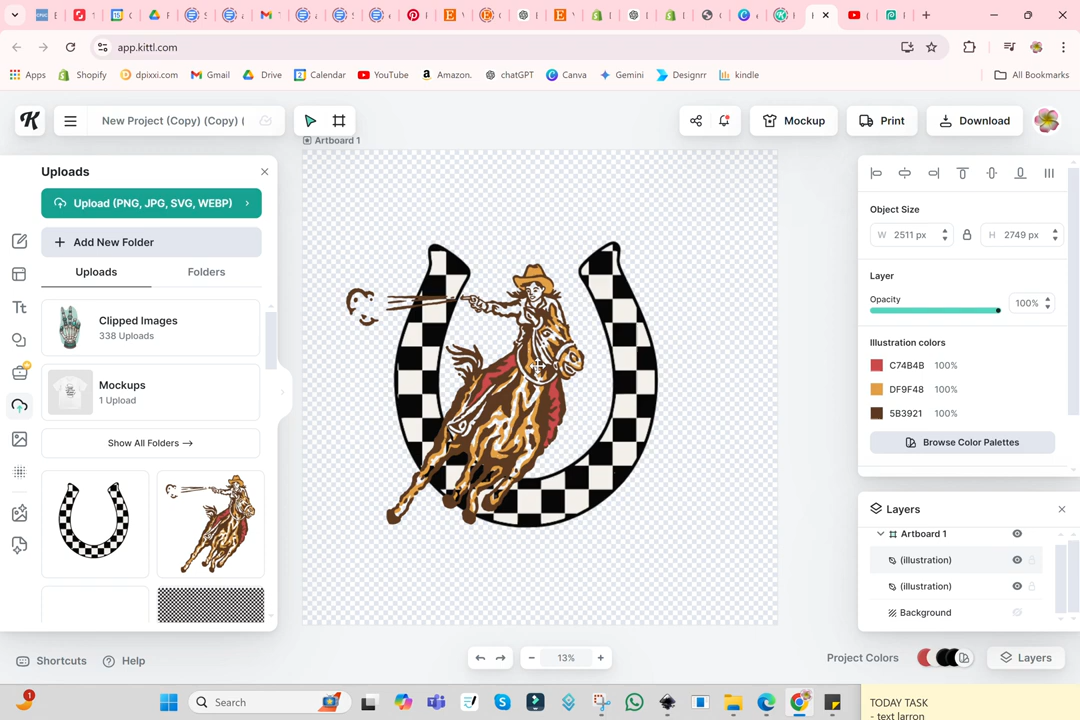 app.kittl.com
Apps
Shopify
dpixxi.com
Gmail
Drive
Calendar
YouTube
Amazon.
chatGPT
Canva
Gemini
Designrr
kindle
All Bookmarks
New Project (Copy) (Copy) (
Mockup
Print
Download
Artboard 1
Uploads
Upload (PNG, JPG, SVG, WEBP)
Add New Folder
Uploads
Folders
Clipped Images
338 Uploads
Mockups
1 Upload
Show All Folders →
Object Size
W 2511 px
H 2749 px
Layer
Opacity
100%
Illustration colors
C74B4B 100%
DF9F48 100%
5B3921 100%
Browse Color Palettes
Layers
Artboard 1
(illustration)
(illustration)
Background
Shortcuts
Help
13%
Project Colors
Layers
Search
TODAY TASK
- text larron